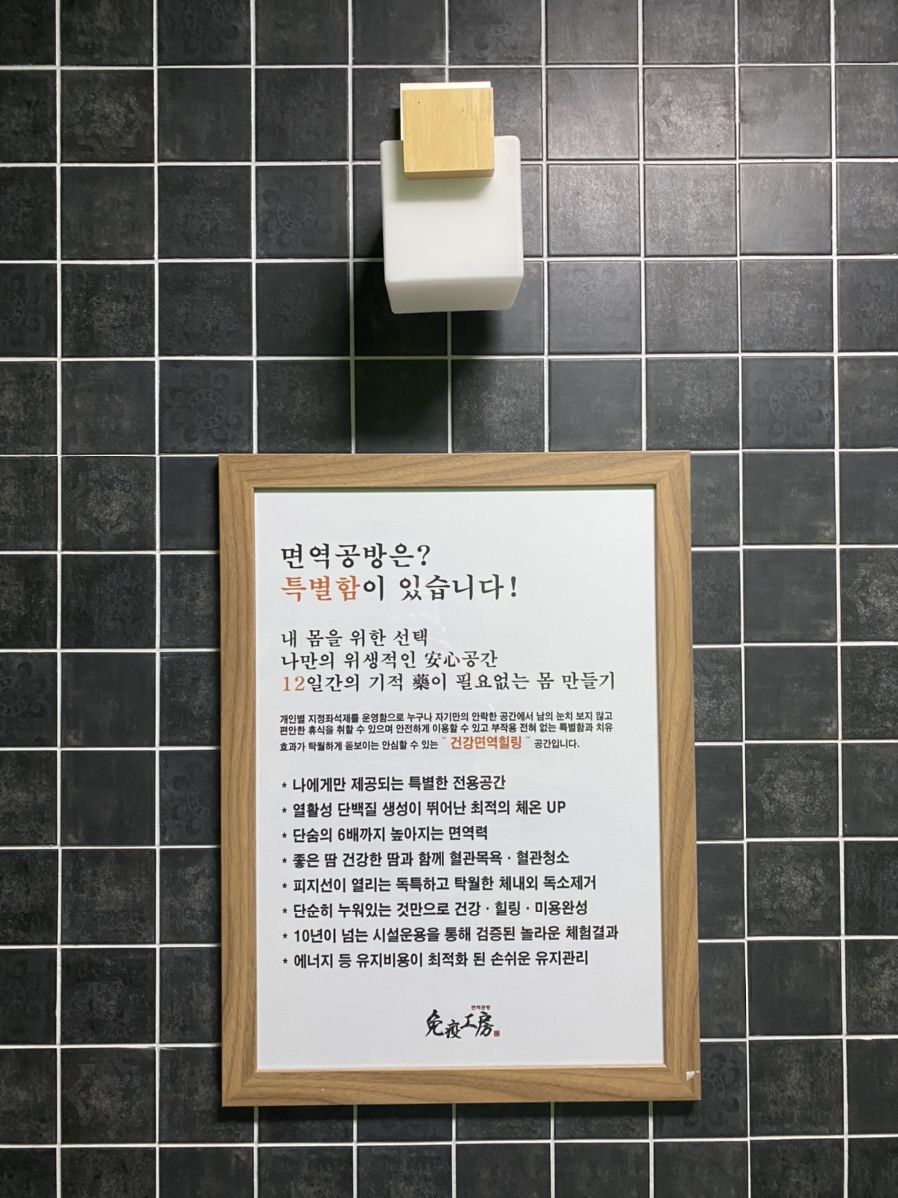 면역공방은?
특별함이 있습니다!
내 몸을 위한 선택
나만의 위생적인 安心공간
12일간의 기적 藥이 필요없는 몸 만들기
개인별 지정좌석제를 운영함으로 누구나 자기만의 안락한 공간에서 남의 눈치 보지 않고
편안한 휴식을 취할 수 있으며 안전하게 이용할 수 있고 부작용 전혀 없는 특별함과 치유
효과가 탁월하게 돋보이는 안심할 수 있는 " 건강면역힐링 " 공간입니다.
* 나에게만 제공되는 특별한 전용공간
* 열활성 단백질 생성이 뛰어난 최적의 체온 UP
* 단숨의 6배까지 높아지는 면역력
* 좋은 땀 건강한 땀과 함께 혈관목욕 · 혈관청소
* 피지선이 열리는 독특하고 탁월한 체내외 독소제거
* 단순히 누워있는 것만으로 건강 · 힐링 · 미용완성
* 10년이 넘는 시설운용을 통해 검증된 놀라운 체험결과
* 에너지 등 유지비용이 최적화 된 손쉬운 유지관리
면역공방
免疫工房